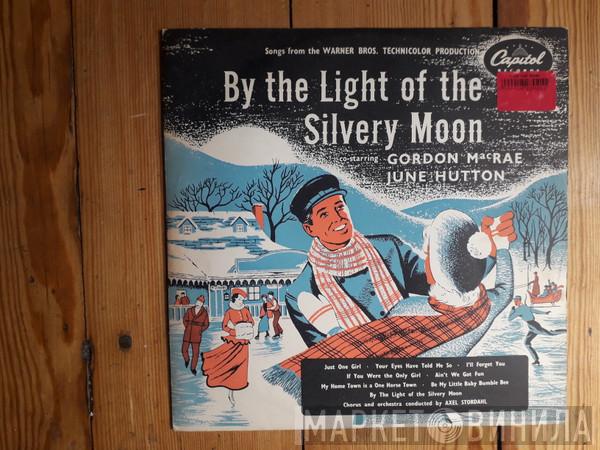 Songs from the WARNER BROS. TECHNICOLOR PRODUCTION
Capitol
By the Light of the
Silvery Moon
co-starring GORDON MacRAE
JUNE HUTTON
Just One Girl · Your Eyes Have Told Me So · I'll Forget You
If You Were the Only Girl · Ain't We Got Fun
My Home Town is a One Horse Town · Be My Little Baby Bumble Bee
By the Light of the Silvery Moon
Chorus and orchestra conducted by AXEL STORDAHL
МАРКЕТ ВИНИЛА